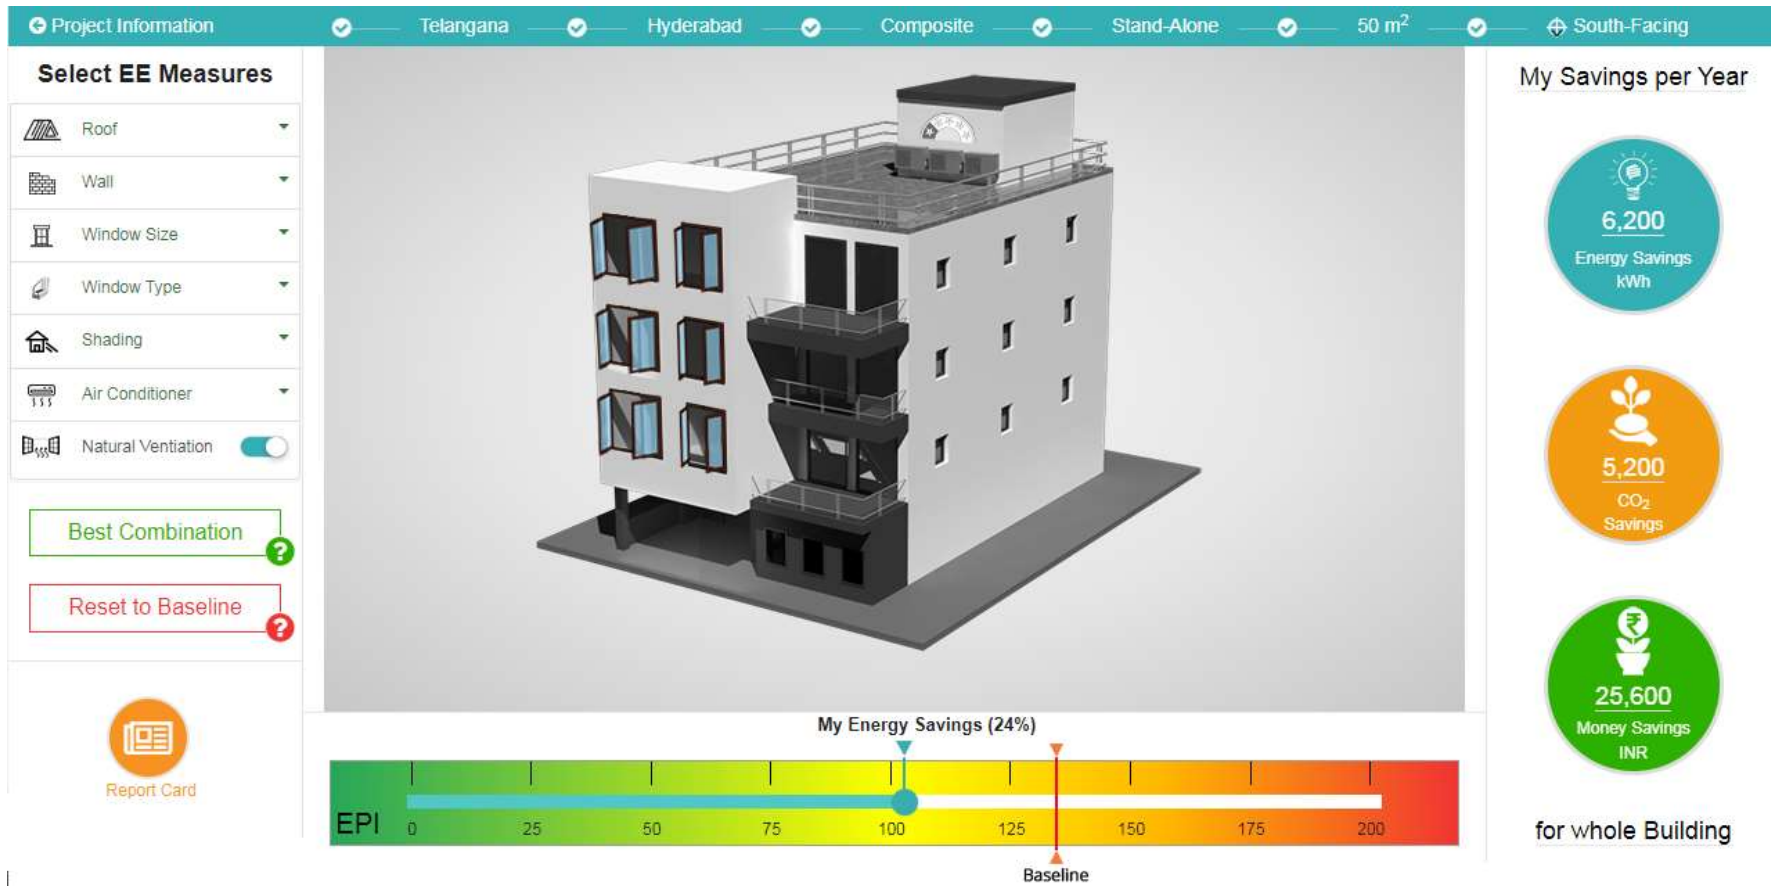 Project Information
Telangana
Hyderabad
Composite
Stand-Alone
50 m²
South-Facing
Select EE Measures
Roof
Wall
Window Size
Window Type
Shading
Air Conditioner
Natural Ventiation
Best Combination
?
Reset to Baseline
?
Report Card
My Energy Savings (24%)
EPI
0 25 50 75 100 125 150 175 200
Baseline
My Savings per Year
6,200
Energy Savings
kWh
5,200
CO₂
Savings
₹
25,600
Money Savings
INR
for whole Building